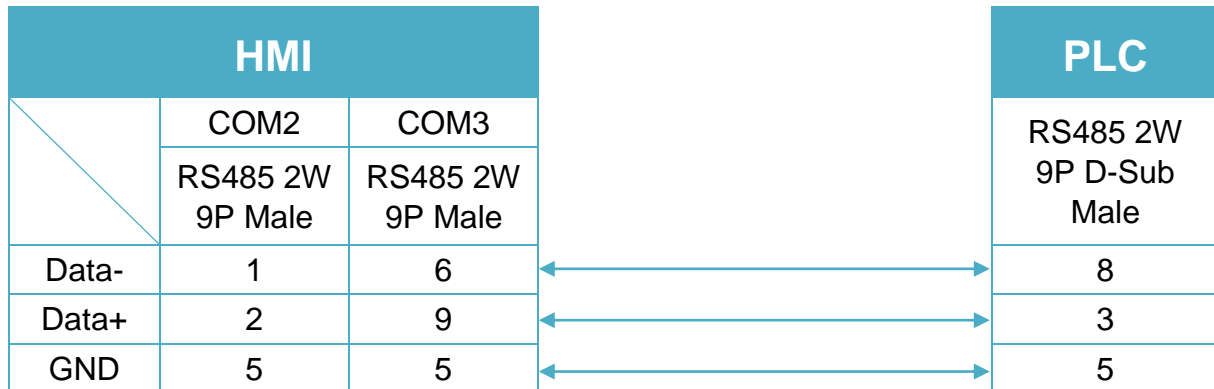 HMI
PLC
COM2
COM3
RS485 2W
9P Male
RS485 2W
9P Male
RS485 2W
9P D-Sub
Male
Data-
1
6
8
Data+
2
9
3
GND
5
5
5